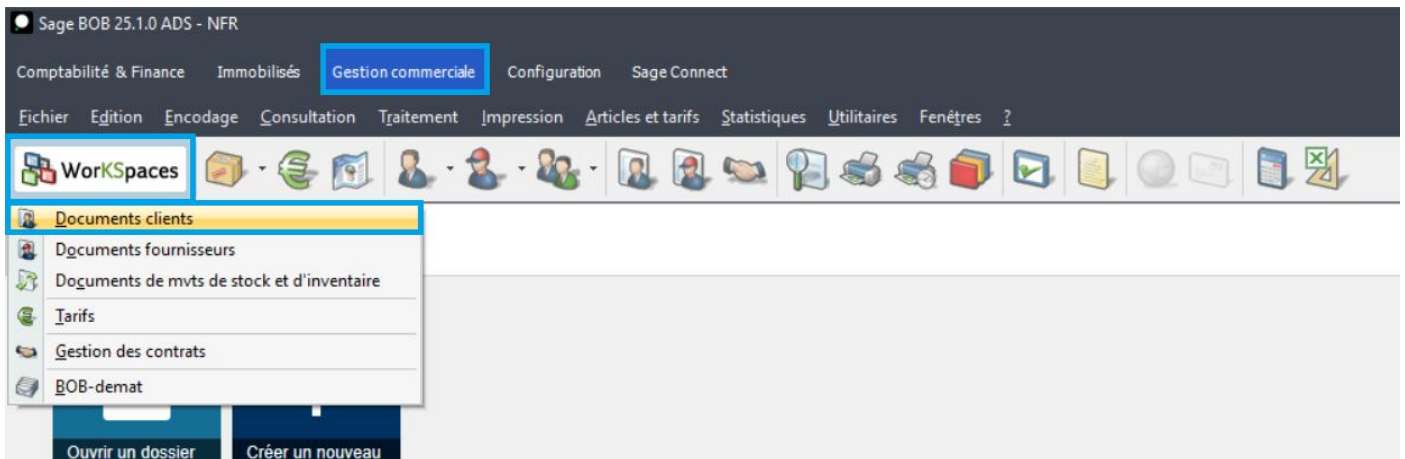 Sage BOB 25.1.0 ADS - NFR
Comptabilité & Finance Immobilisés Gestion commerciale Configuration Sage Connect
Fichier Edition Encodage Consultation Traitement Impression Articles et tarifs Statistiques Utilitaires Fenêtres ?
WorKSpaces
Documents clients
Documents fournisseurs
Documents de mvts de stock et d'inventaire
Tarifs
Gestion des contrats
BOB-demat
Ouvrir un dossier Créer un nouveau